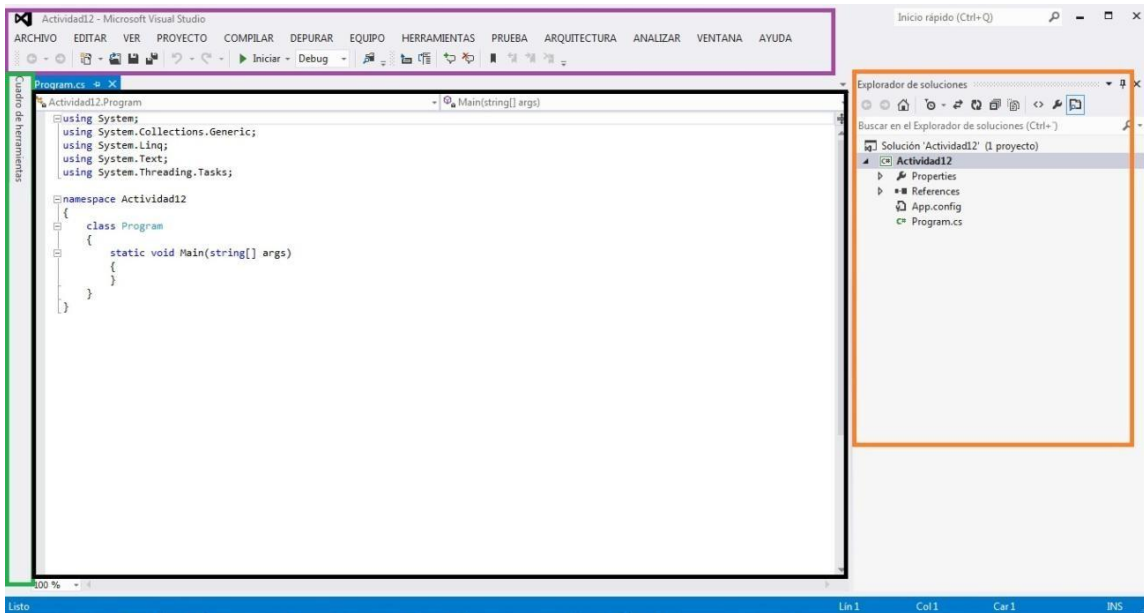 Actividad12 - Microsoft Visual Studio
Inicio rápido (Ctrl+Q)
ARCHIVO EDITAR VER PROYECTO COMPILAR DEPURAR EQUIPO HERRAMIENTAS PRUEBA ARQUITECTURA ANALIZAR VENTANA AYUDA
Iniciar Debug
Cuadro de herramientas
Program.cs
Actividad12.Program
Main(string[] args)
using System;
using System.Collections.Generic;
using System.Linq;
using System.Text;
using System.Threading.Tasks;
namespace Actividad12
{
class Program
{
static void Main(string[] args)
{
}
}
}
100 %
Explorador de soluciones
Buscar en el Explorador de soluciones (Ctrl+¨)
Solución 'Actividad12' (1 proyecto)
Actividad12
Properties
References
App.config
Program.cs
Listo
Lín 1 Col 1 Car 1 INS